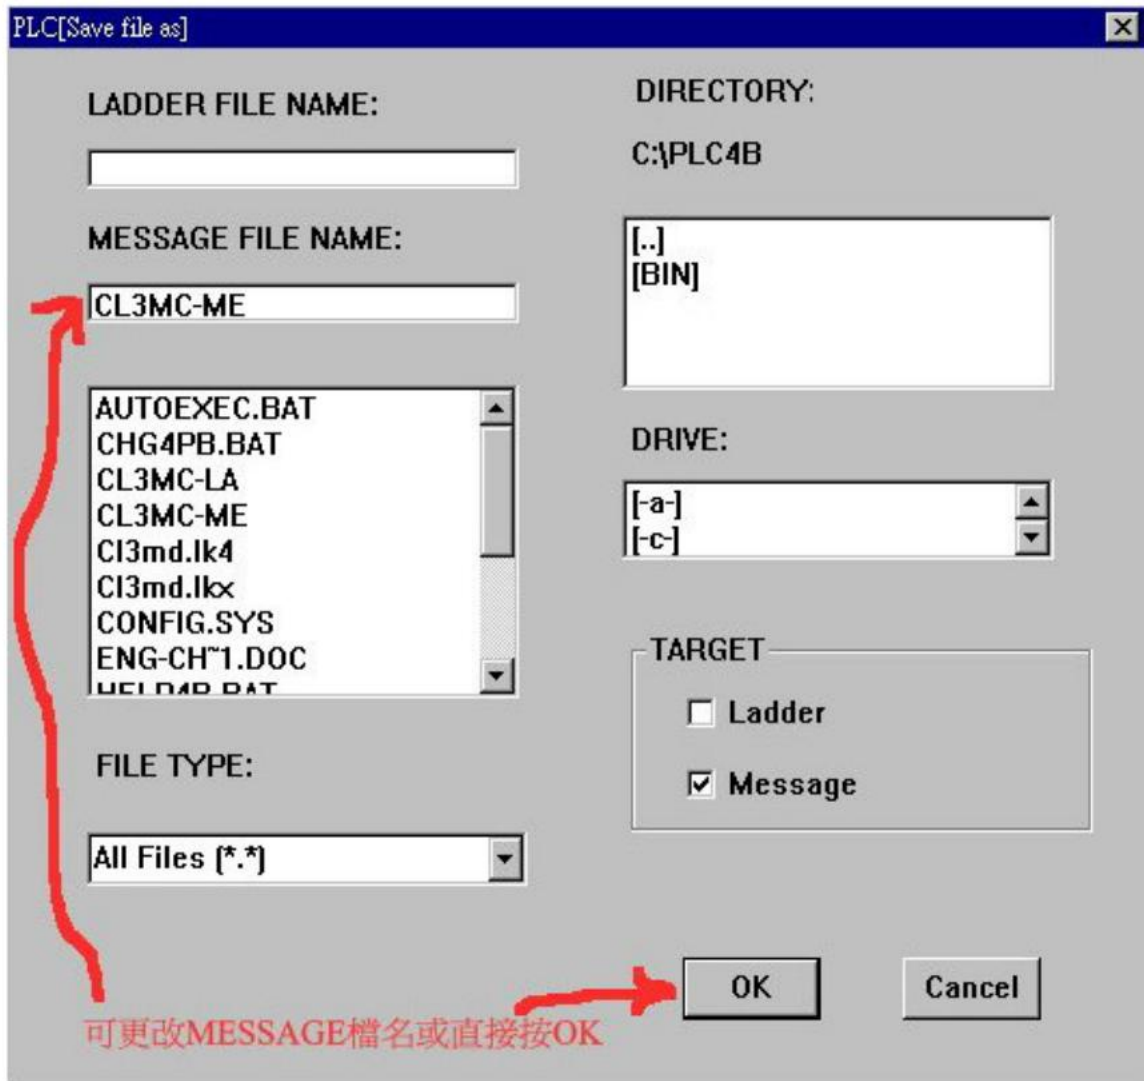 PLC[Save file as]
LADDER FILE NAME:
MESSAGE FILE NAME:
CL3MC-ME
AUTOEXEC.BAT
CHG4PB.BAT
CL3MC-LA
CL3MC-ME
Cl3md.lk4
Cl3md.lkx
CONFIG.SYS
ENG-CH~1.DOC
FILE TYPE:
All Files (*.*)
DIRECTORY:
C:\PLC4B
[..]
[BIN]
DRIVE:
[-a-]
[-c-]
TARGET
Ladder
Message
OK
Cancel
可更改MESSAGE檔名或直接按OK